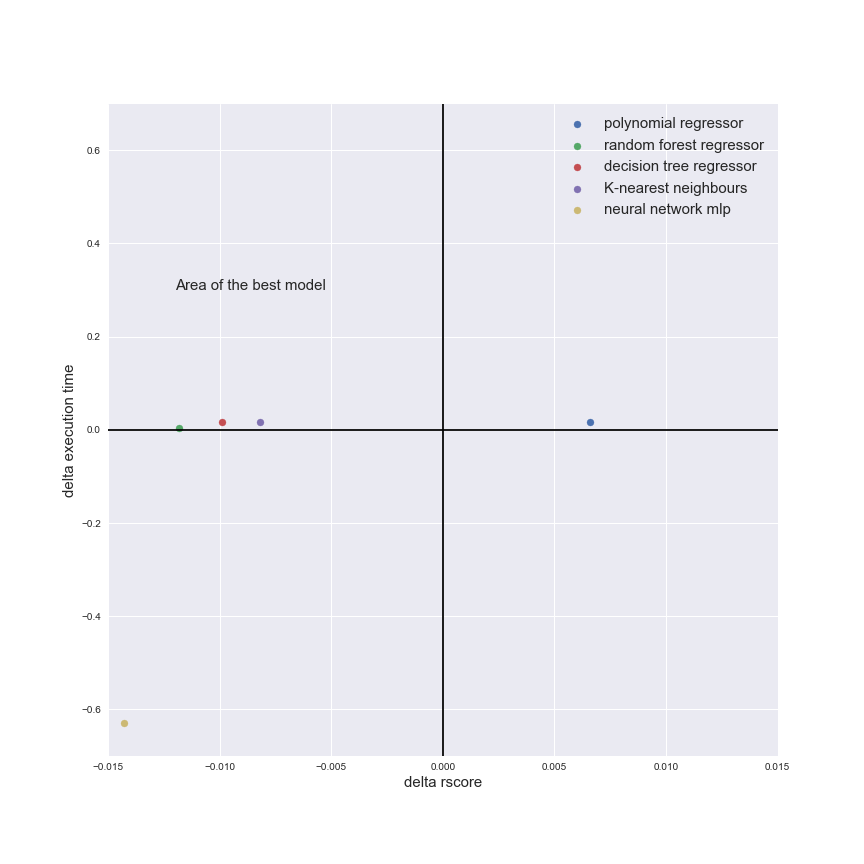 polynomial regressor
random forest regressor
decision tree regressor
K-nearest neighbours
neural network mlp
Area of the best model
delta execution time
0.6
0.4
0.2
0.0
−0.2
−0.4
−0.6
−0.015 −0.010 −0.005 0.000 0.005 0.010 0.015
delta rscore